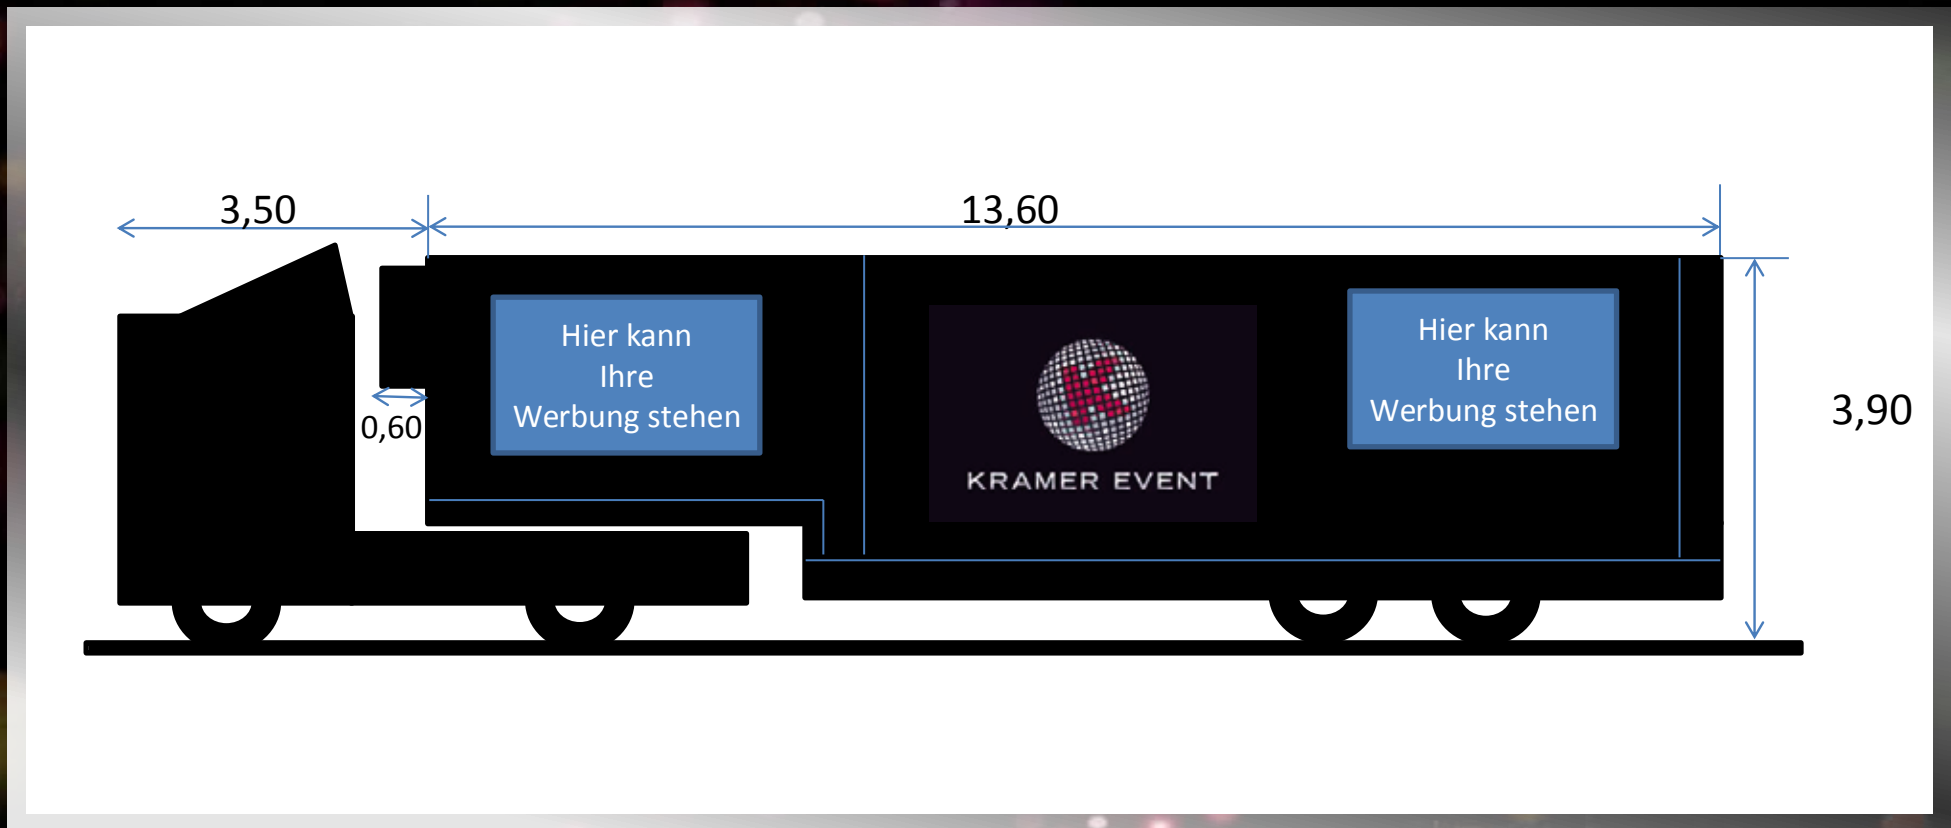 3,50
13,60
Hier kann
Ihre
Werbung stehen
0,60
KRAMER EVENT
Hier kann
Ihre
Werbung stehen
3,90